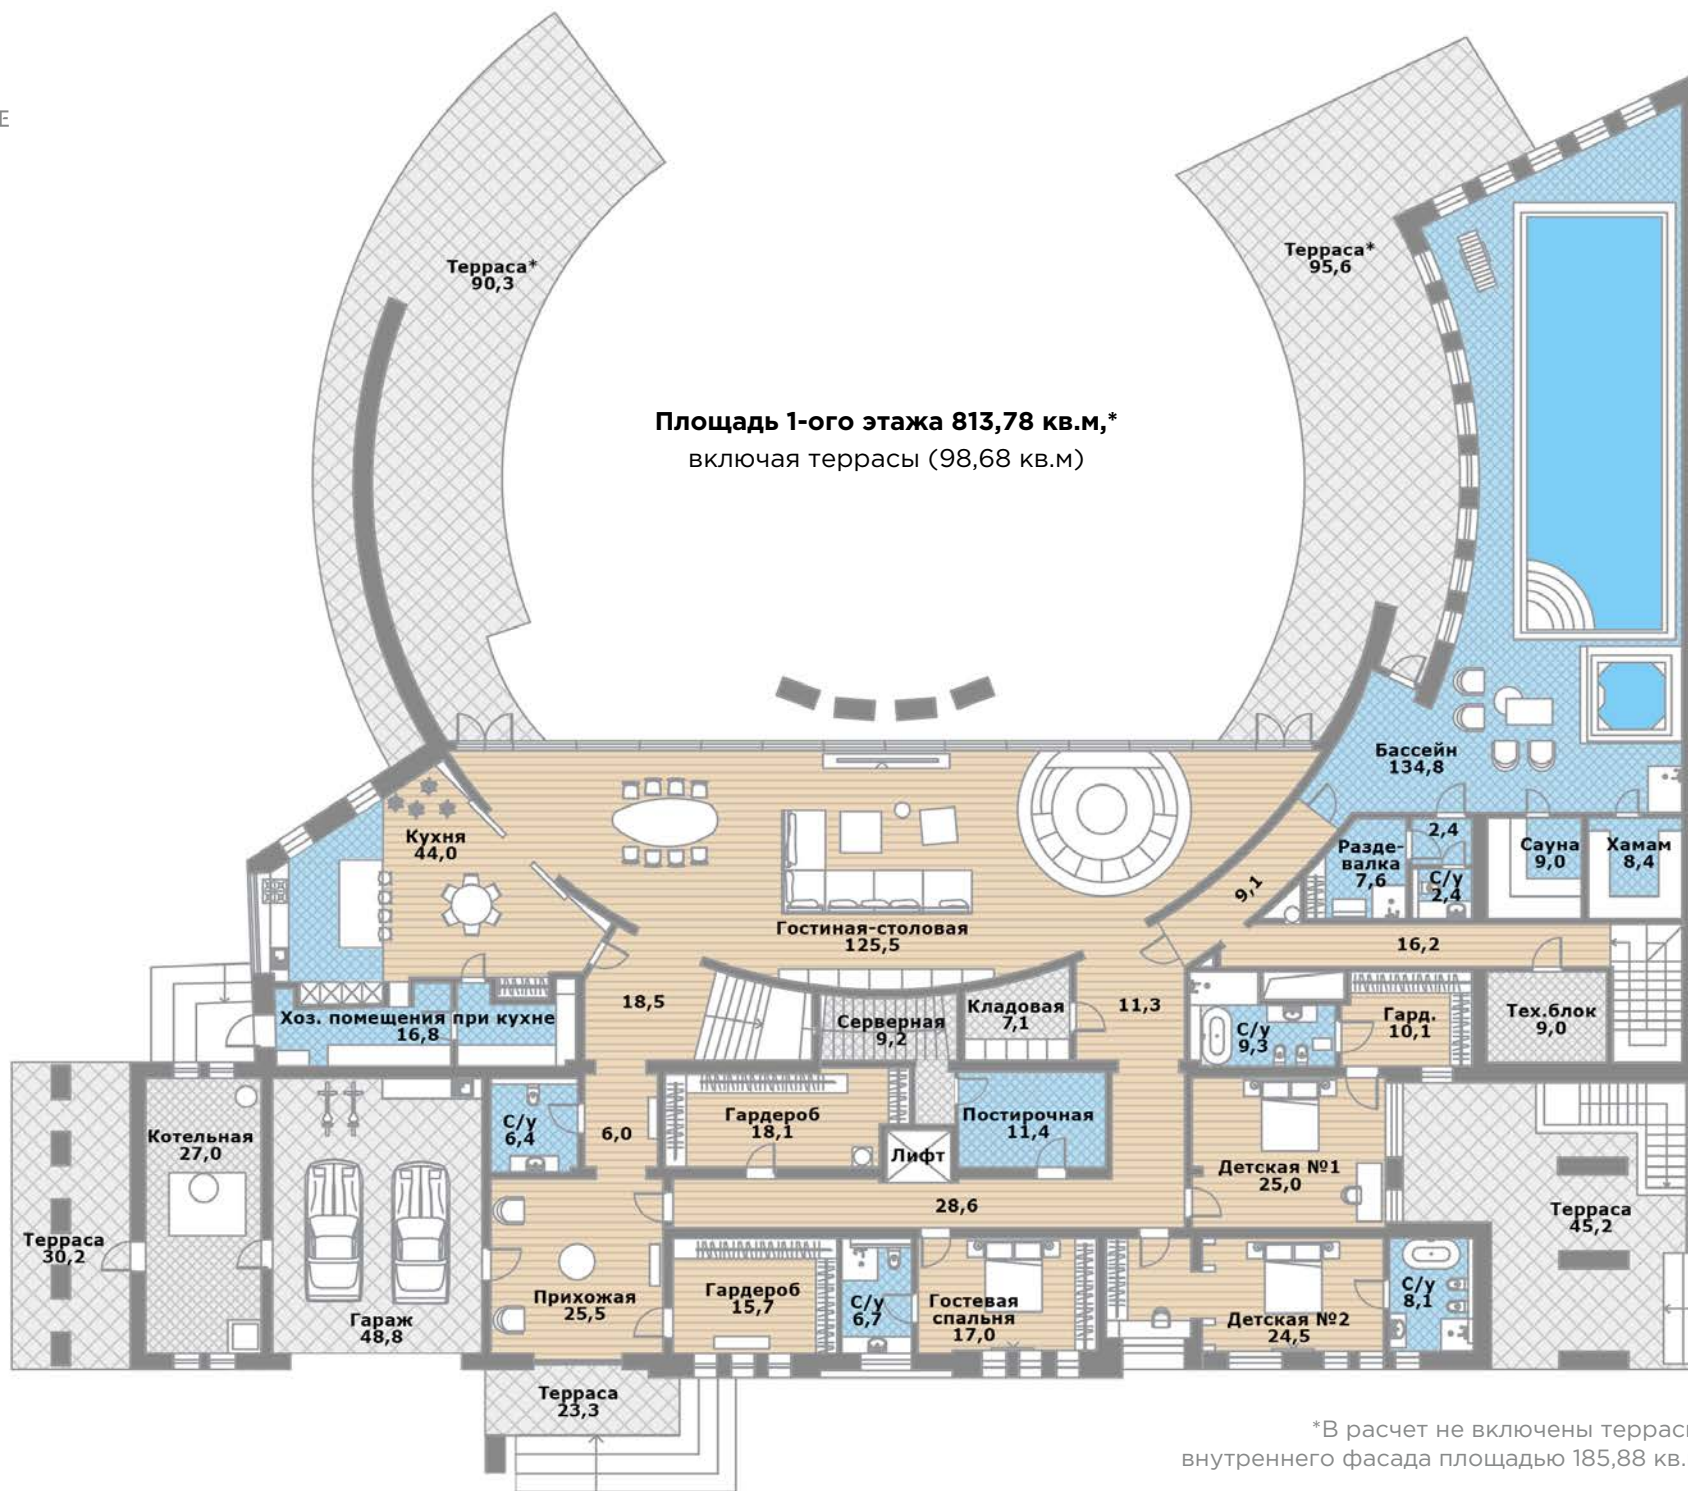 Е
Терраса*
90,3
Терраса*
95,6
Площадь 1-ого этажа 813,78 кв.м,*
включая террасы (98,68 кв.м)
Бассейн
134,8
Кухня
44,0
Разде-
валка
7,6
2,4
С/у
2,4
Сауна
9,0
Хамам
8,4
9,1
Гостиная-столовая
125,5
16,2
18,5
Хоз. помещения при кухне
16,8
Серверная
9,2
Кладовая
7,1
11,3
С/у
9,3
Гард.
10,1
Тех.блок
9,0
Котельная
27,0
С/у
6,4
6,0
Гардероб
18,1
Лифт
Постирочная
11,4
Детская №1
25,0
28,6
Терраса
45,2
Терраса
30,2
Гараж
48,8
Прихожая
25,5
Гардероб
15,7
С/у
6,7
Гостевая
спальня
17,0
Детская №2
24,5
С/у
8,1
Терраса
23,3
*В расчет не включены террасы
внутреннего фасада площадью 185,88 кв.